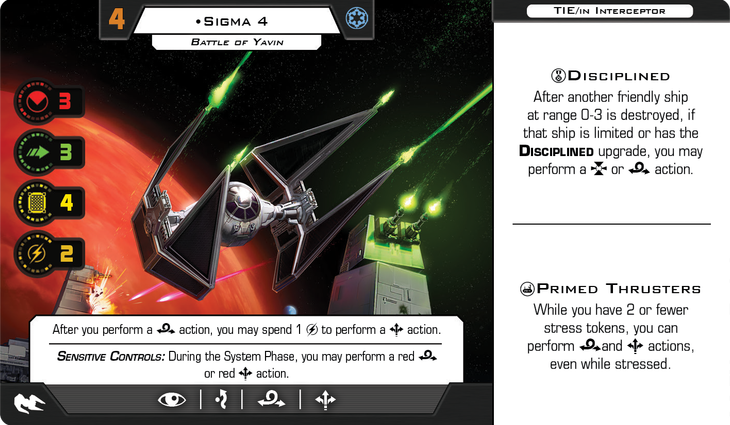 4
•Sigma 4
Battle of Yavin
3
3
4
2
After you perform a action, you may spend 1 to perform a action.
Sensitive Controls: During the System Phase, you may perform a red
or red action.
TIE/in Interceptor
Disciplined
After another friendly ship
at range 0-3 is destroyed, if
that ship is limited or has the
Disciplined upgrade, you may
perform a or action.
Primed Thrusters
While you have 2 or fewer
stress tokens, you can
perform and actions,
even while stressed.